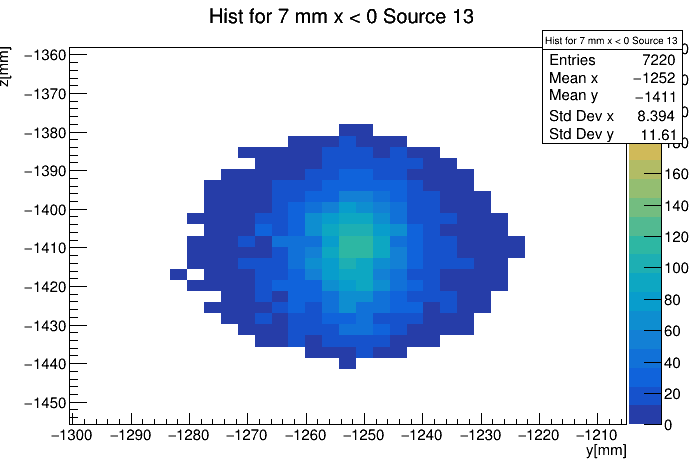 Hist for 7 mm x < 0 Source 13
z[mm]
Hist for 7 mm x < 0 Source 13
Entries 7220
Mean x −1252
Mean y −1411
Std Dev x 8.394
Std Dev y 11.61
−1360
−1370
−1380
−1390
−1400
−1410
−1420
−1430
−1440
−1450
160
140
120
100
80
60
40
20
0
−1300 −1290 −1280 −1270 −1260 −1250 −1240 −1230 −1220 −1210
y[mm]